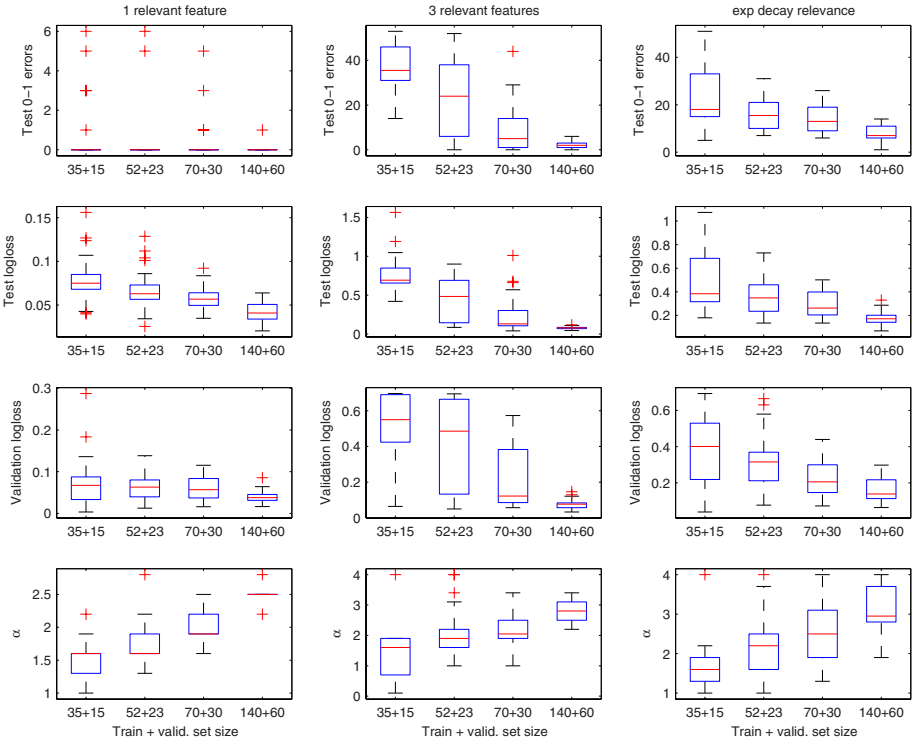 1 relevant feature
3 relevant features
exp decay relevance
Test 0−1 errors
6
4
2
0
35+15 52+23 70+30 140+60
Test 0−1 errors
40
20
0
35+15 52+23 70+30 140+60
Test 0−1 errors
40
20
0
35+15 52+23 70+30 140+60
Test logloss
0.15
0.1
0.05
35+15 52+23 70+30 140+60
Test logloss
1.5
1
0.5
0
35+15 52+23 70+30 140+60
Test logloss
1
0.8
0.6
0.4
0.2
35+15 52+23 70+30 140+60
Validation logloss
0.3
0.2
0.1
0
35+15 52+23 70+30 140+60
Validation logloss
0.6
0.4
0.2
0
35+15 52+23 70+30 140+60
Validation logloss
0.6
0.4
0.2
35+15 52+23 70+30 140+60
α
2.5
2
1.5
1
35+15 52+23 70+30 140+60
Train + valid. set size
α
4
3
2
1
0
35+15 52+23 70+30 140+60
Train + valid. set size
α
4
3
2
1
35+15 52+23 70+30 140+60
Train + valid. set size